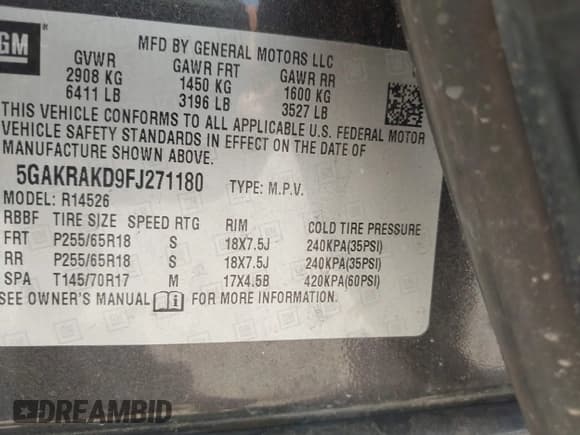 GM
MFD BY GENERAL MOTORS LLC
GVWR GAWR FRT GAWR RR
2908 KG 1450 KG 1600 KG
6411 LB 3196 LB 3527 LB
THIS VEHICLE CONFORMS TO ALL APPLICABLE U.S. FEDERAL MOTOR
VEHICLE SAFETY STANDARDS IN EFFECT ON THE DATE OF
MANUFACTURE SHOWN ABOVE.
5GAKRAKD9FJ271180 TYPE: M.P.V.
MODEL: R14526
RBBF TIRE SIZE SPEED RTG RIM COLD TIRE PRESSURE
FRT P255/65R18 S 18X7.5J 240KPA(35PSI)
RR P255/65R18 S 18X7.5J 240KPA(35PSI)
SPA T145/70R17 M 17X4.5B 420KPA(60PSI)
SEE OWNER'S MANUAL FOR MORE INFORMATION.
DREAMBID